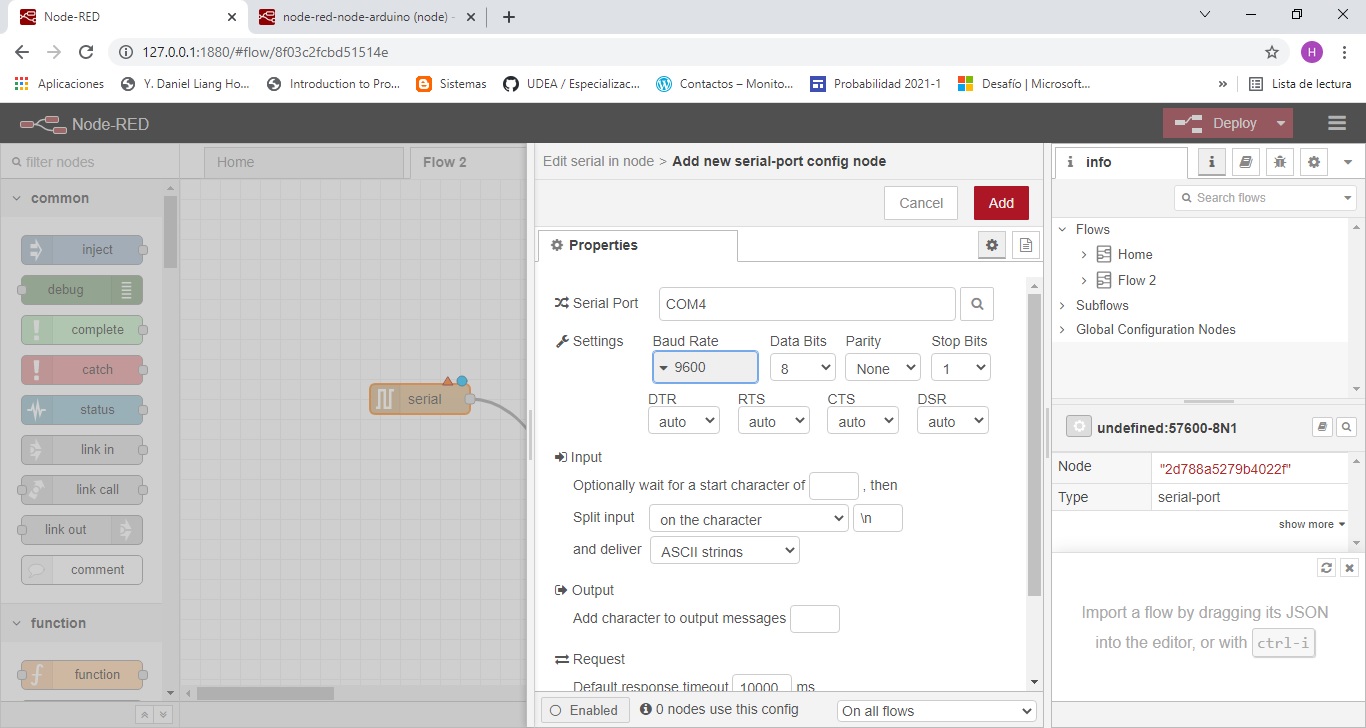 Node-RED
node-red-node-arduino (node) -
127.0.0.1:1880/#flow/8f03c2fcbd51514e
H
Aplicaciones
Y. Daniel Liang Ho...
Introduction to Pro...
Sistemas
UDEA / Especializac...
Contactos – Monito...
Probabilidad 2021-1
Desafío | Microsoft...
»
Lista de lectura
Node-RED
Deploy
filter nodes
Home
Flow 2
common
inject
debug
complete
catch
status
link in
link call
link out
comment
function
function
serial
Edit serial in node > Add new serial-port config node
Cancel
Add
Properties
Serial Port
COM4
Settings
Baud Rate
Data Bits
Parity
Stop Bits
9600
8
None
1
DTR
RTS
CTS
DSR
auto
auto
auto
auto
Input
Optionally wait for a start character of , then
Split input on the character \n
and deliver ASCII strings
Output
Add character to output messages
Request
Default response timeout 10000 ms
Enabled
0 nodes use this config
On all flows
info
Search flows
Flows
Home
Flow 2
Subflows
Global Configuration Nodes
undefined:57600-8N1
Node "2d788a5279b4022f"
Type serial-port
show more
Import a flow by dragging its JSON
into the editor, or with ctrl-i